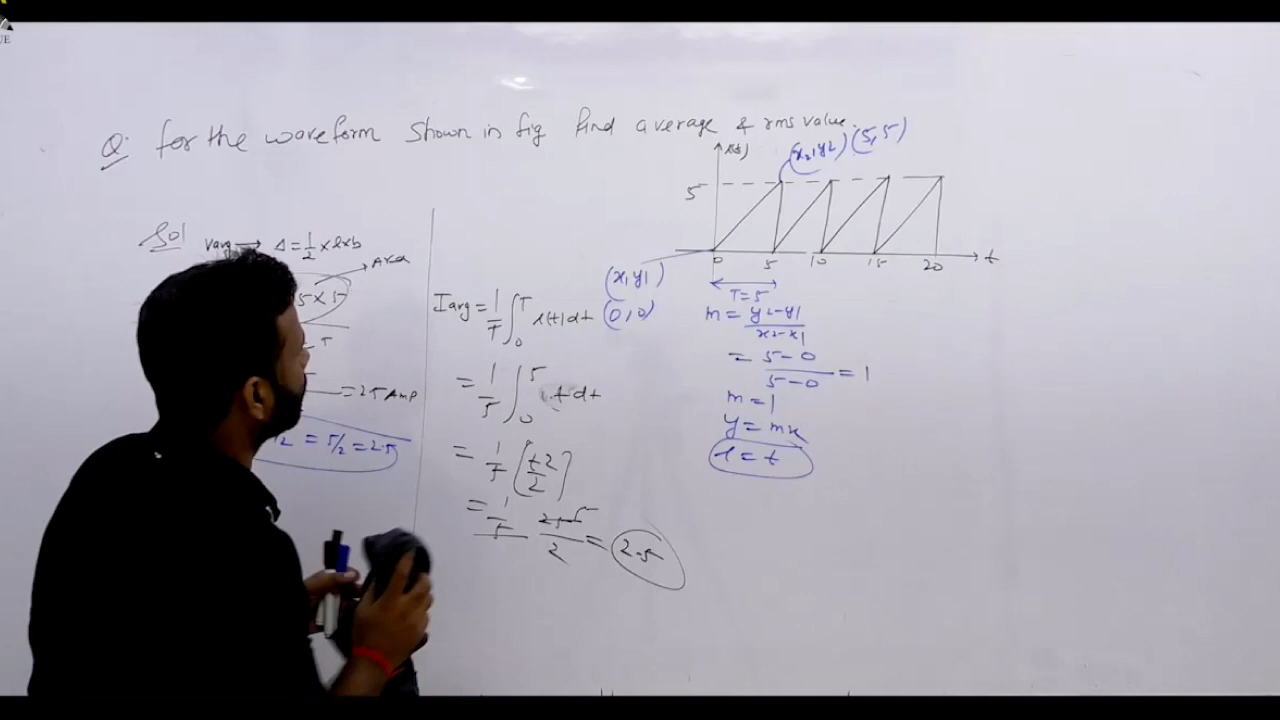 UE
Q. for the waveform shown in fig find average & rms value.
(x2,y2) (5,5)
i(t)
5
0 5 10 15 20 t
T=5
(x1,y1)
(0,0)
Sol
Vavg → Δ = 1/2 × l×b
Area
5×5
T
= 25 Amp
/2 = 5/2 = 2.5
Iavg = 1/T ∫0^T i(t)dt
= 1/5 ∫0^5 t dt
= 1/5 [t2/2]
= 1/5 25/2 = 2.5
m = y2-y1/x2-x1
= 5-0/5-0 = 1
m = 1
y = mx
i = t